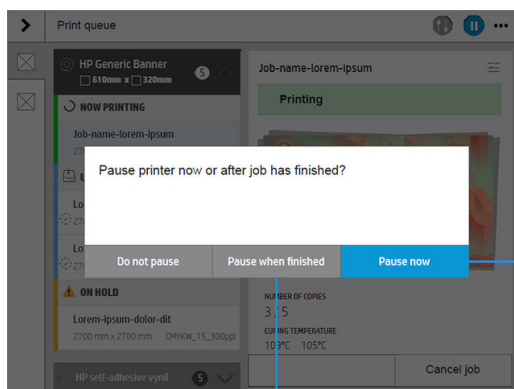 Print queue
HP Generic Banner
610mm x 320mm
S
NOW PRINTING
Job-name-lorem-ipsum
Job-name-lorem-ipsum
Printing
Pause printer now or after job has finished?
Do not pause
Pause when finished
Pause now
ON HOLD
Lorem-ipsum-dolor-dit
2700 mm x 2700 mm CMYKW_15_300ppi
HP self-adhesive vynil
S
NUMBER OF COPIES
3 / 5
CURING TEMPERATURE
109°C 105°C
Cancel job